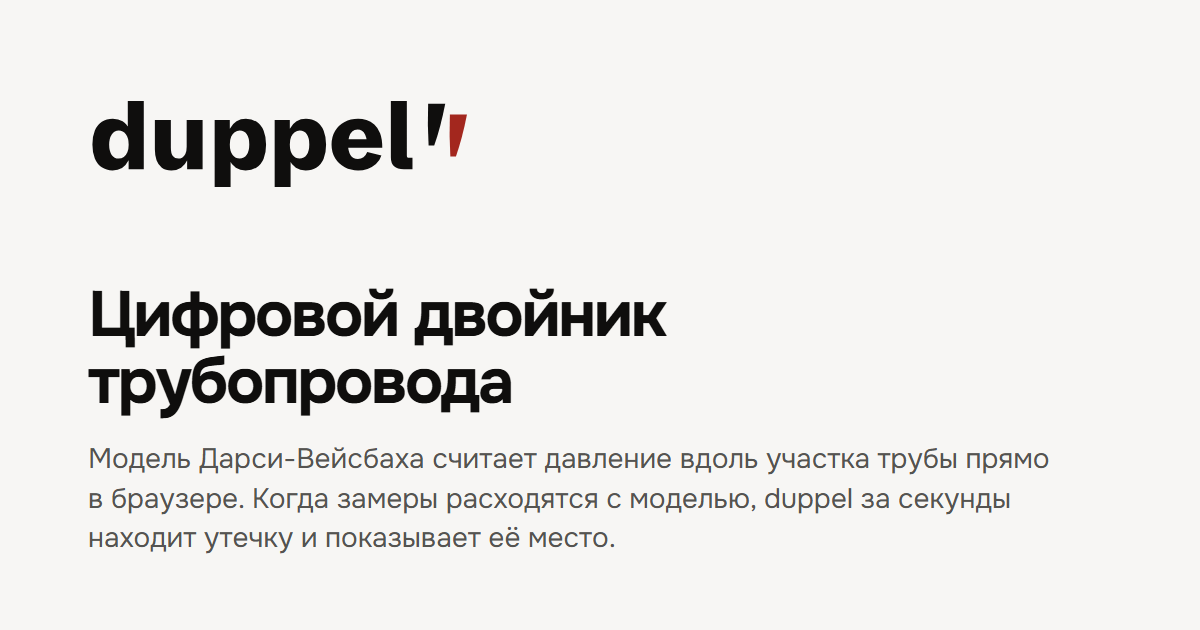 duppel
Цифровой двойник
трубопровода
Модель Дарси-Вейсбаха считает давление вдоль участка трубы прямо
в браузере. Когда замеры расходятся с моделью, duppel за секунды
находит утечку и показывает её место.